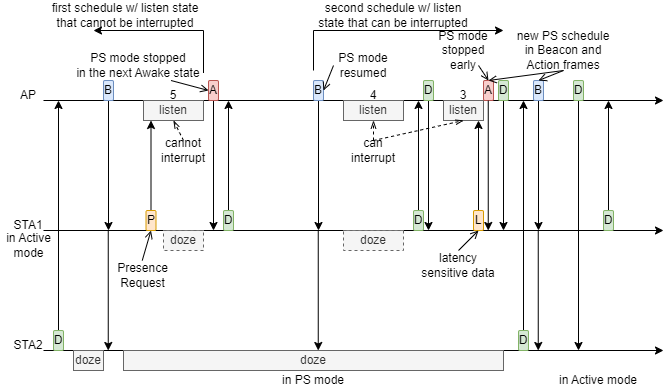 first schedule w/ listen state
that cannot be interrupted
second schedule w/ listen
state that can be interrupted
PS mode stopped
in the next Awake state
PS mode
resumed
PS mode
stopped
early
new PS schedule
in Beacon and
Action frames
AP
B
5
listen
A
B
4
listen
D
3
listen
A
D
B
D
cannot
interrupt
can
interrupt
STA1
in Active
mode
P
doze
D
doze
D
L
D
Presence
Request
latency
sensitive data
STA2
D
doze
doze
D
in PS mode
in Active mode